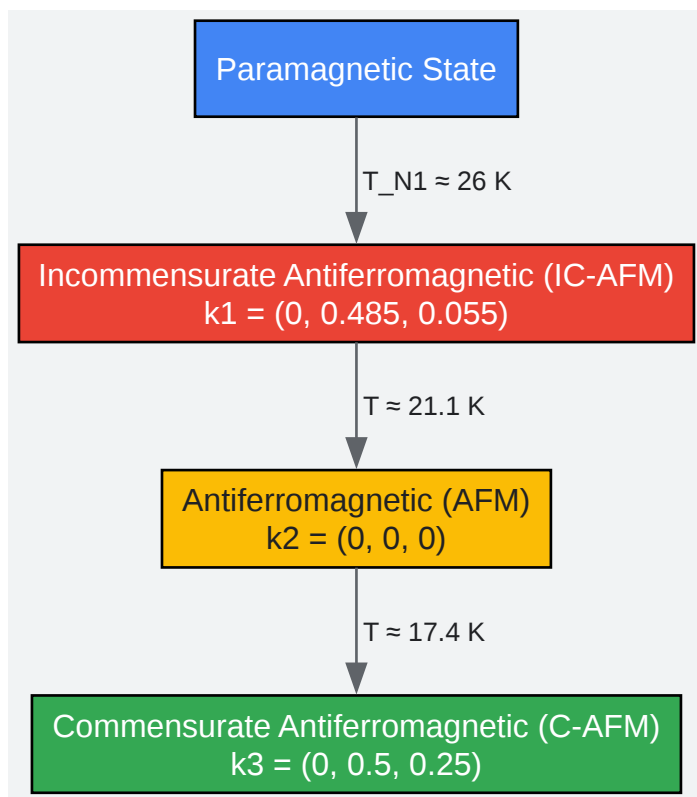 Paramagnetic State
T_N1 ≈ 26 K
Incommensurate Antiferromagnetic (IC-AFM)
k1 = (0, 0.485, 0.055)
T ≈ 21.1 K
Antiferromagnetic (AFM)
k2 = (0, 0, 0)
T ≈ 17.4 K
Commensurate Antiferromagnetic (C-AFM)
k3 = (0, 0.5, 0.25)